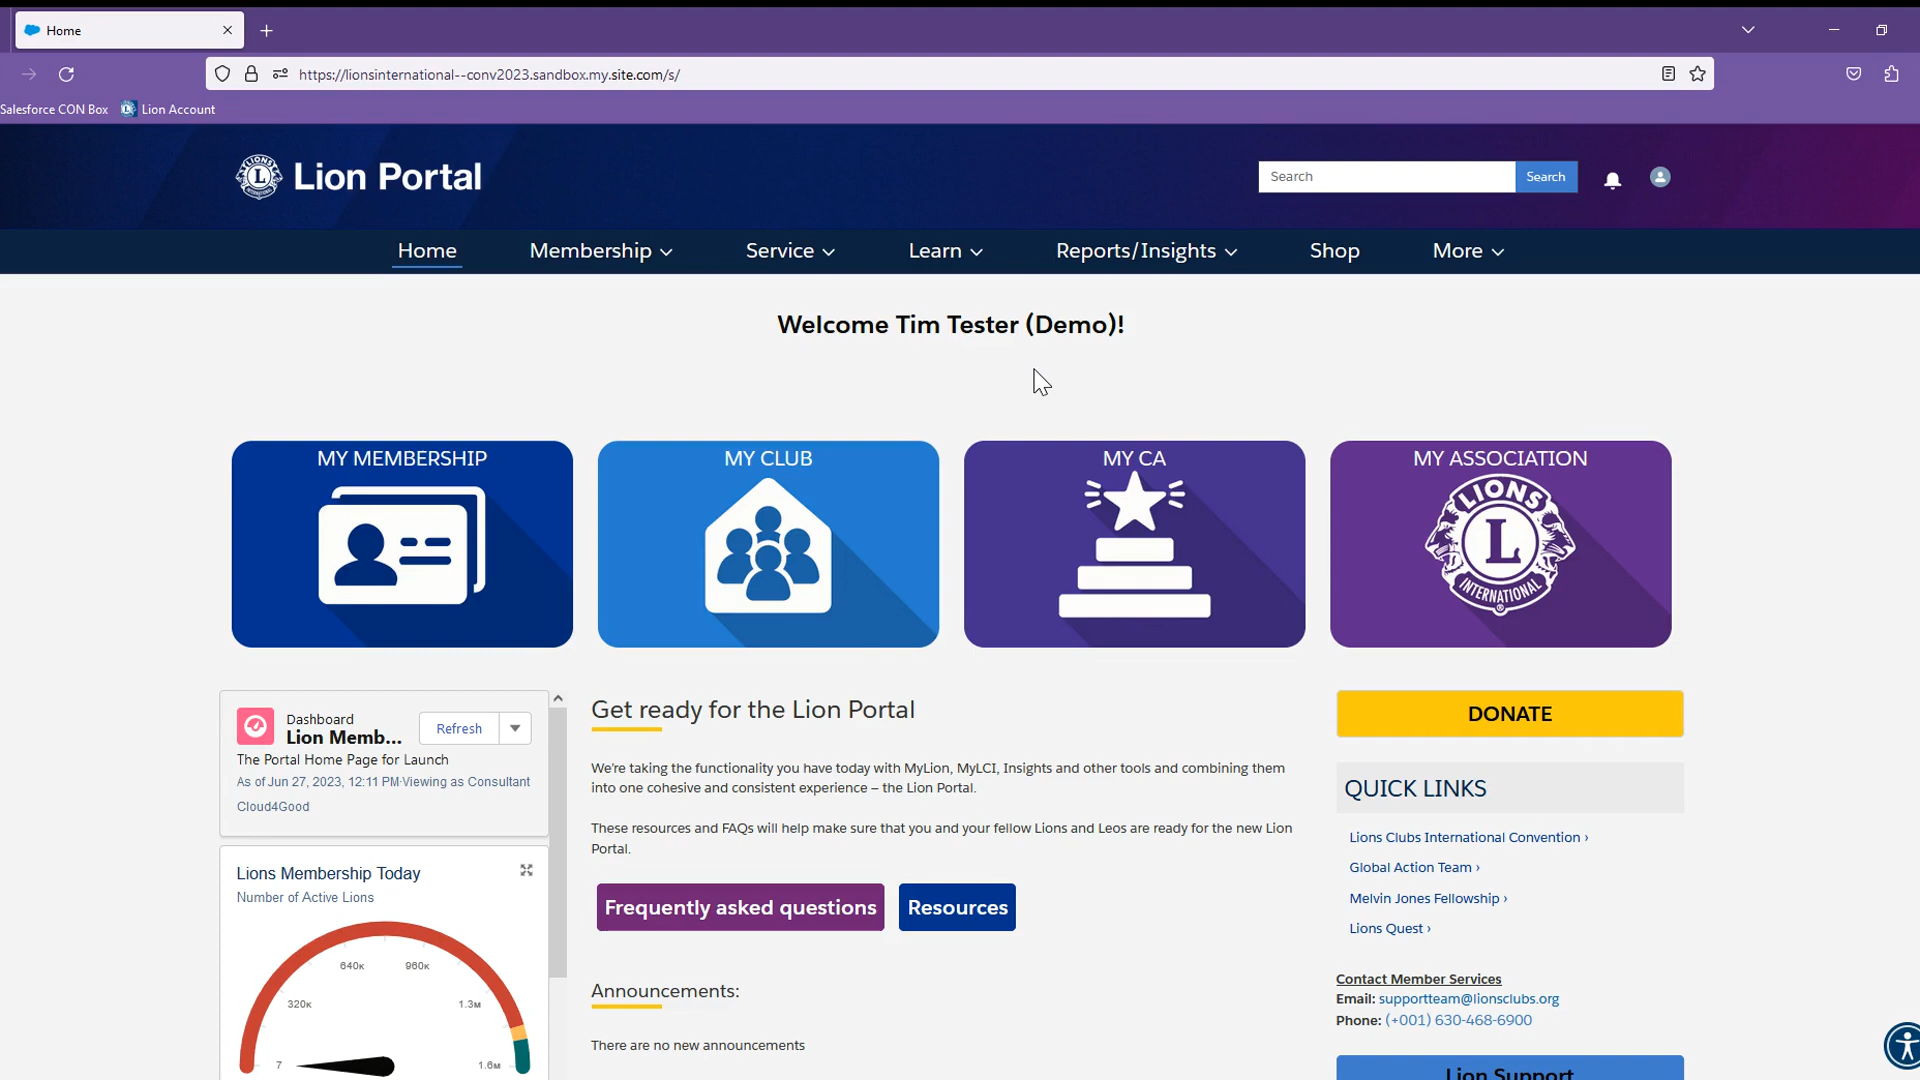 Home
https://lionsinternational--conv2023.sandbox.my.site.com/s/
Salesforce CON Box
Lion Account
LIONS
L
INTERNATIONAL
Lion Portal
Search
Search
Home
Membership
Service
Learn
Reports/Insights
Shop
More
Welcome Tim Tester (Demo)!
MY MEMBERSHIP
MY CLUB
MY CA
MY ASSOCIATION
LIONS
L
INTERNATIONAL
®
Dashboard
Lion Memb...
Refresh
The Portal Home Page for Launch
As of Jun 27, 2023, 12:11 PM·Viewing as Consultant
Cloud4Good
Lions Membership Today
Number of Active Lions
640K
960K
320K
1.3M
7
1.6M
Get ready for the Lion Portal
We're taking the functionality you have today with MyLion, MyLCI, Insights and other tools and combining them
into one cohesive and consistent experience – the Lion Portal.
These resources and FAQs will help make sure that you and your fellow Lions and Leos are ready for the new Lion
Portal.
Frequently asked questions
Resources
Announcements:
There are no new announcements
DONATE
QUICK LINKS
Lions Clubs International Convention ›
Global Action Team ›
Melvin Jones Fellowship ›
Lions Quest ›
Contact Member Services
Email: supportteam@lionsclubs.org
Phone: (+001) 630-468-6900
Lion Support